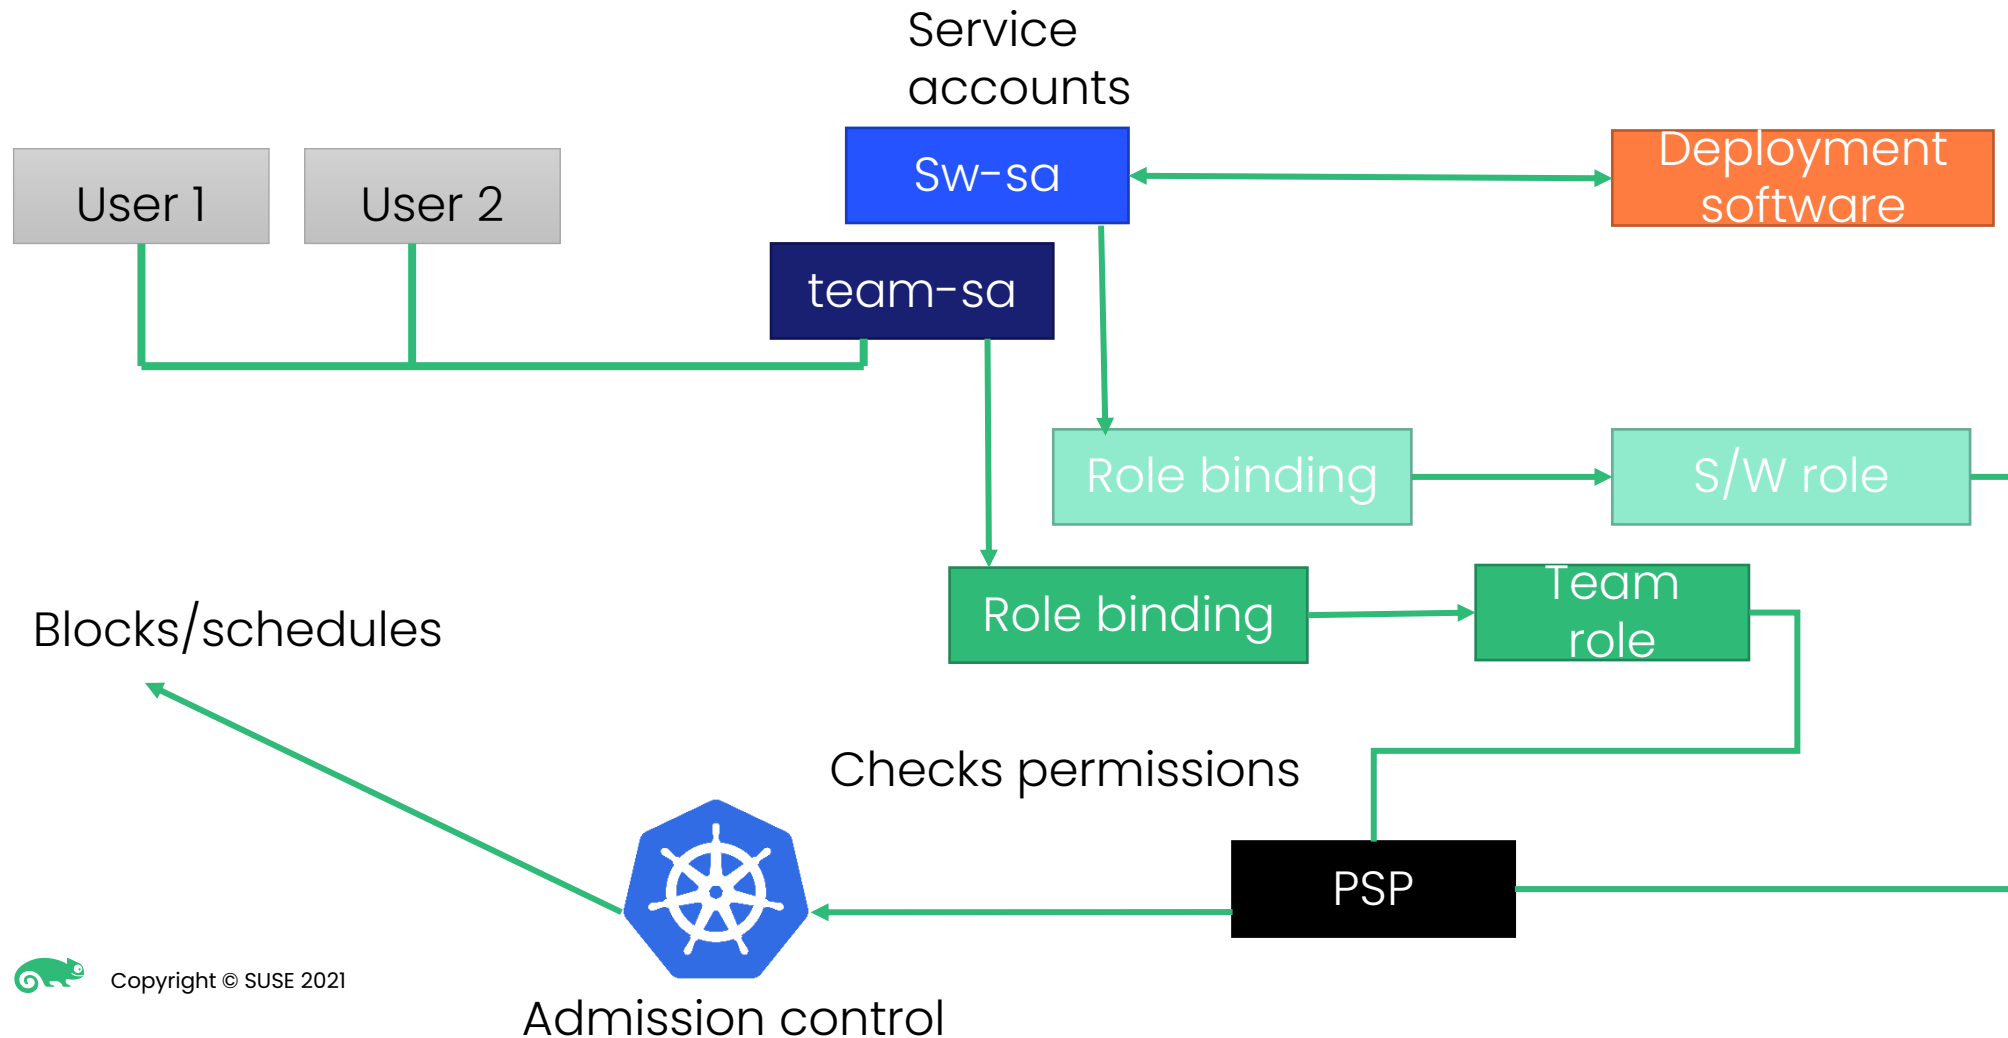 Service
accounts
User 1
User 2
Sw-sa
Deployment
software
team-sa
Role binding
S/W role
Role binding
Team
role
Blocks/schedules
Checks permissions
PSP
Copyright © SUSE 2021
Admission control